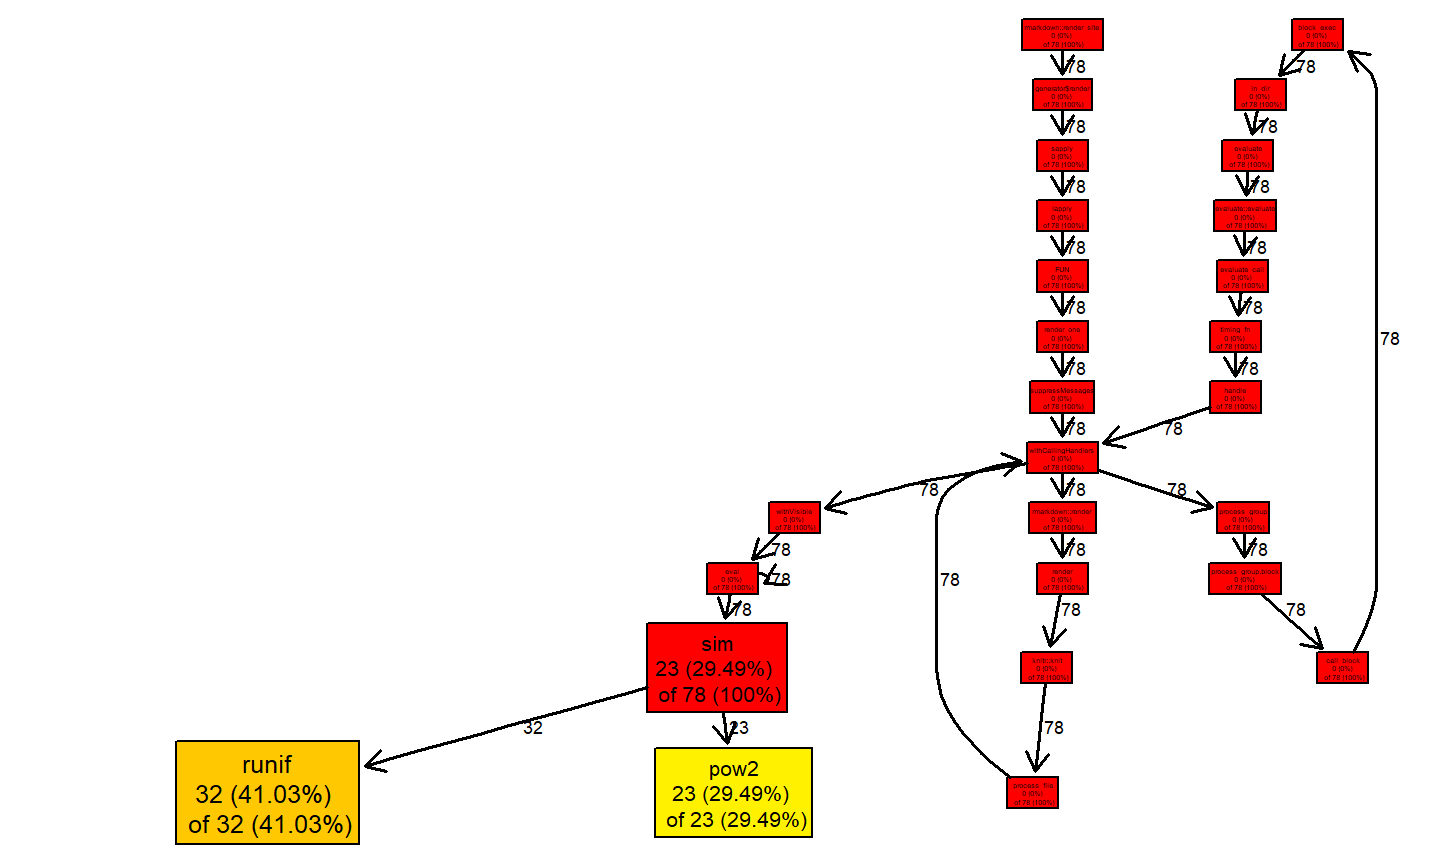 rmarkdown::render_site
0 (0%)
of 78 (100%)
78
generator$render
0 (0%)
of 78 (100%)
78
sapply
0 (0%)
of 78 (100%)
78
lapply
0 (0%)
of 78 (100%)
78
FUN
0 (0%)
of 78 (100%)
78
render_one
0 (0%)
of 78 (100%)
78
suppressMessages
0 (0%)
of 78 (100%)
78
withCallingHandlers
0 (0%)
of 78 (100%)
78
block_exec
0 (0%)
of 78 (100%)
78
in_dir
0 (0%)
of 78 (100%)
78
evaluate
0 (0%)
of 78 (100%)
78
evaluate::evaluate
0 (0%)
of 78 (100%)
78
evaluate_call
0 (0%)
of 78 (100%)
78
timing_fn
0 (0%)
of 78 (100%)
78
handle
0 (0%)
of 78 (100%)
78
78
withVisible
0 (0%)
of 78 (100%)
78
eval
0 (0%)
of 78 (100%)
78
78
sim
23 (29.49%)
of 78 (100%)
32
23
runif
32 (41.03%)
of 32 (41.03%)
pow2
23 (29.49%)
of 23 (29.49%)
rmarkdown::render
0 (0%)
of 78 (100%)
78
render
0 (0%)
of 78 (100%)
78
knitr::knit
0 (0%)
of 78 (100%)
78
process_file
0 (0%)
of 78 (100%)
78
78
process_group
0 (0%)
of 78 (100%)
78
process_group.block
0 (0%)
of 78 (100%)
78
call_block
0 (0%)
of 78 (100%)
78